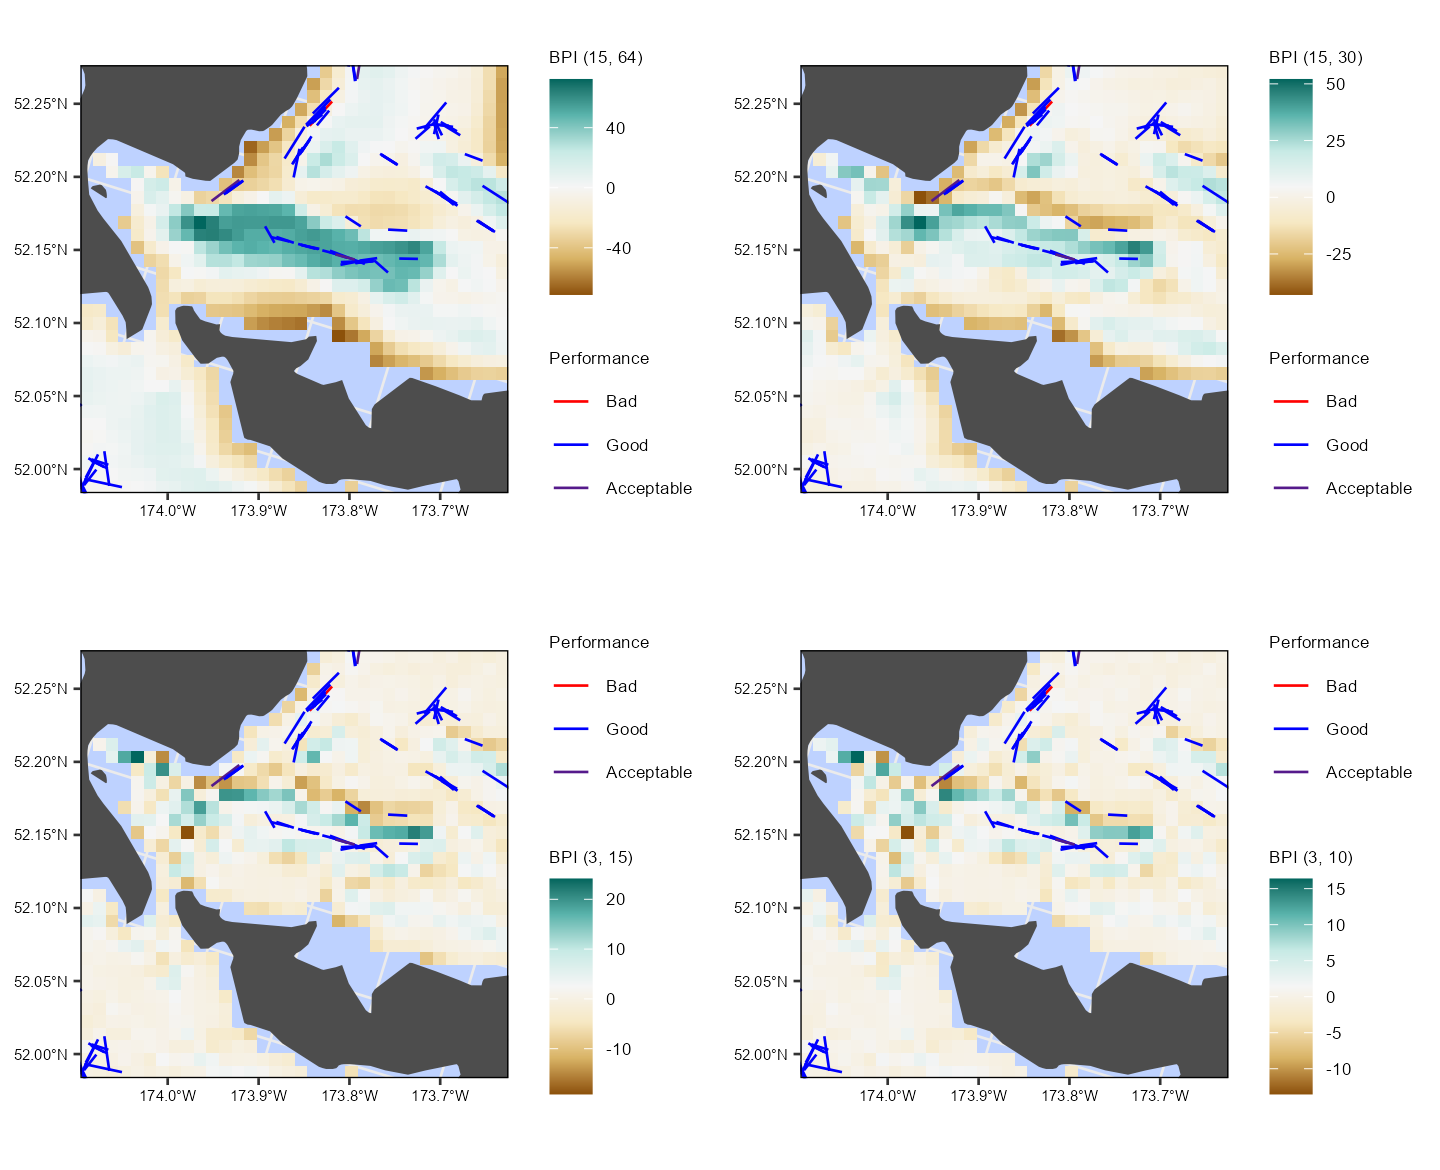 BPI (15, 64)
52.25°N
52.20°N
52.15°N
52.10°N
52.05°N
52.00°N
174.0°W 173.9°W 173.8°W 173.7°W
40
0
-40
Performance
Bad
Good
Acceptable
BPI (15, 30)
52.25°N
52.20°N
52.15°N
52.10°N
52.05°N
52.00°N
174.0°W 173.9°W 173.8°W 173.7°W
50
25
0
-25
Performance
Bad
Good
Acceptable
52.25°N
52.20°N
52.15°N
52.10°N
52.05°N
52.00°N
174.0°W 173.9°W 173.8°W 173.7°W
Performance
Bad
Good
Acceptable
BPI (3, 15)
20
10
0
-10
52.25°N
52.20°N
52.15°N
52.10°N
52.05°N
52.00°N
174.0°W 173.9°W 173.8°W 173.7°W
Performance
Bad
Good
Acceptable
BPI (3, 10)
15
10
5
0
-5
-10